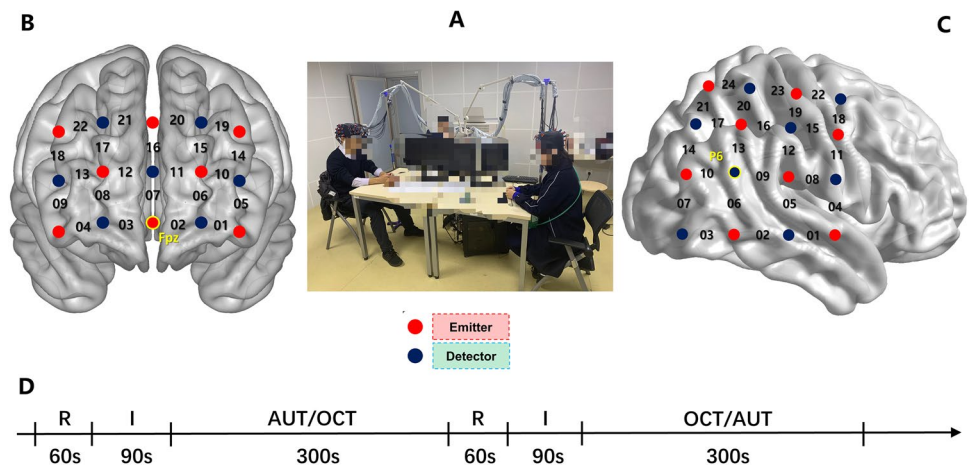 B
A
C
22 21 20 19
18 17 16 15 14
13 12 11 10
09 08 07 06 05
04 03 02 01
Fpz
24
23 22
21 20 19 18
17 16 15
14 13 12 11
P6
10 09 08
07 06 05 04
03 02 01
Emitter
Detector
D
R I AUT/OCT R I OCT/AUT
60s 90s 300s 60s 90s 300s